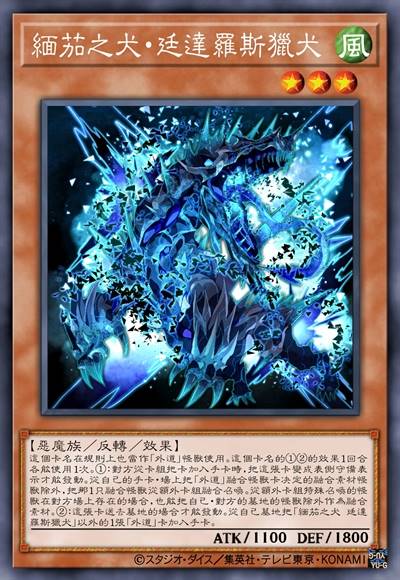 緬茄之犬・廷達羅斯獵犬
風
【惡魔族／反轉／效果】
這個卡名在規則上也當作「外道」怪獸使用。這個卡名的①②的效果1回合
各能使用1次。①：對方從卡組把卡加入手卡時，把這張卡變成表側守備表
示才能發動。從自己的手卡・場上把「外道」融合怪獸卡決定的融合素材怪
獸除外，把那1只融合怪獸從額外卡組融合召喚。從額外卡組特殊召喚的怪
獸在對方場上存在的場合，也能把自己・對方的墓地的怪獸除外作為融合
素材。②：這張卡送去墓地的場合才能發動。從自己墓地把「緬茄之犬 廷達
羅斯獵犬」以外的1張「外道」卡加入手卡。
ATK/1100 DEF/1800
©スタジオ・ダイス／集英社・テレビ東京・KONAMI